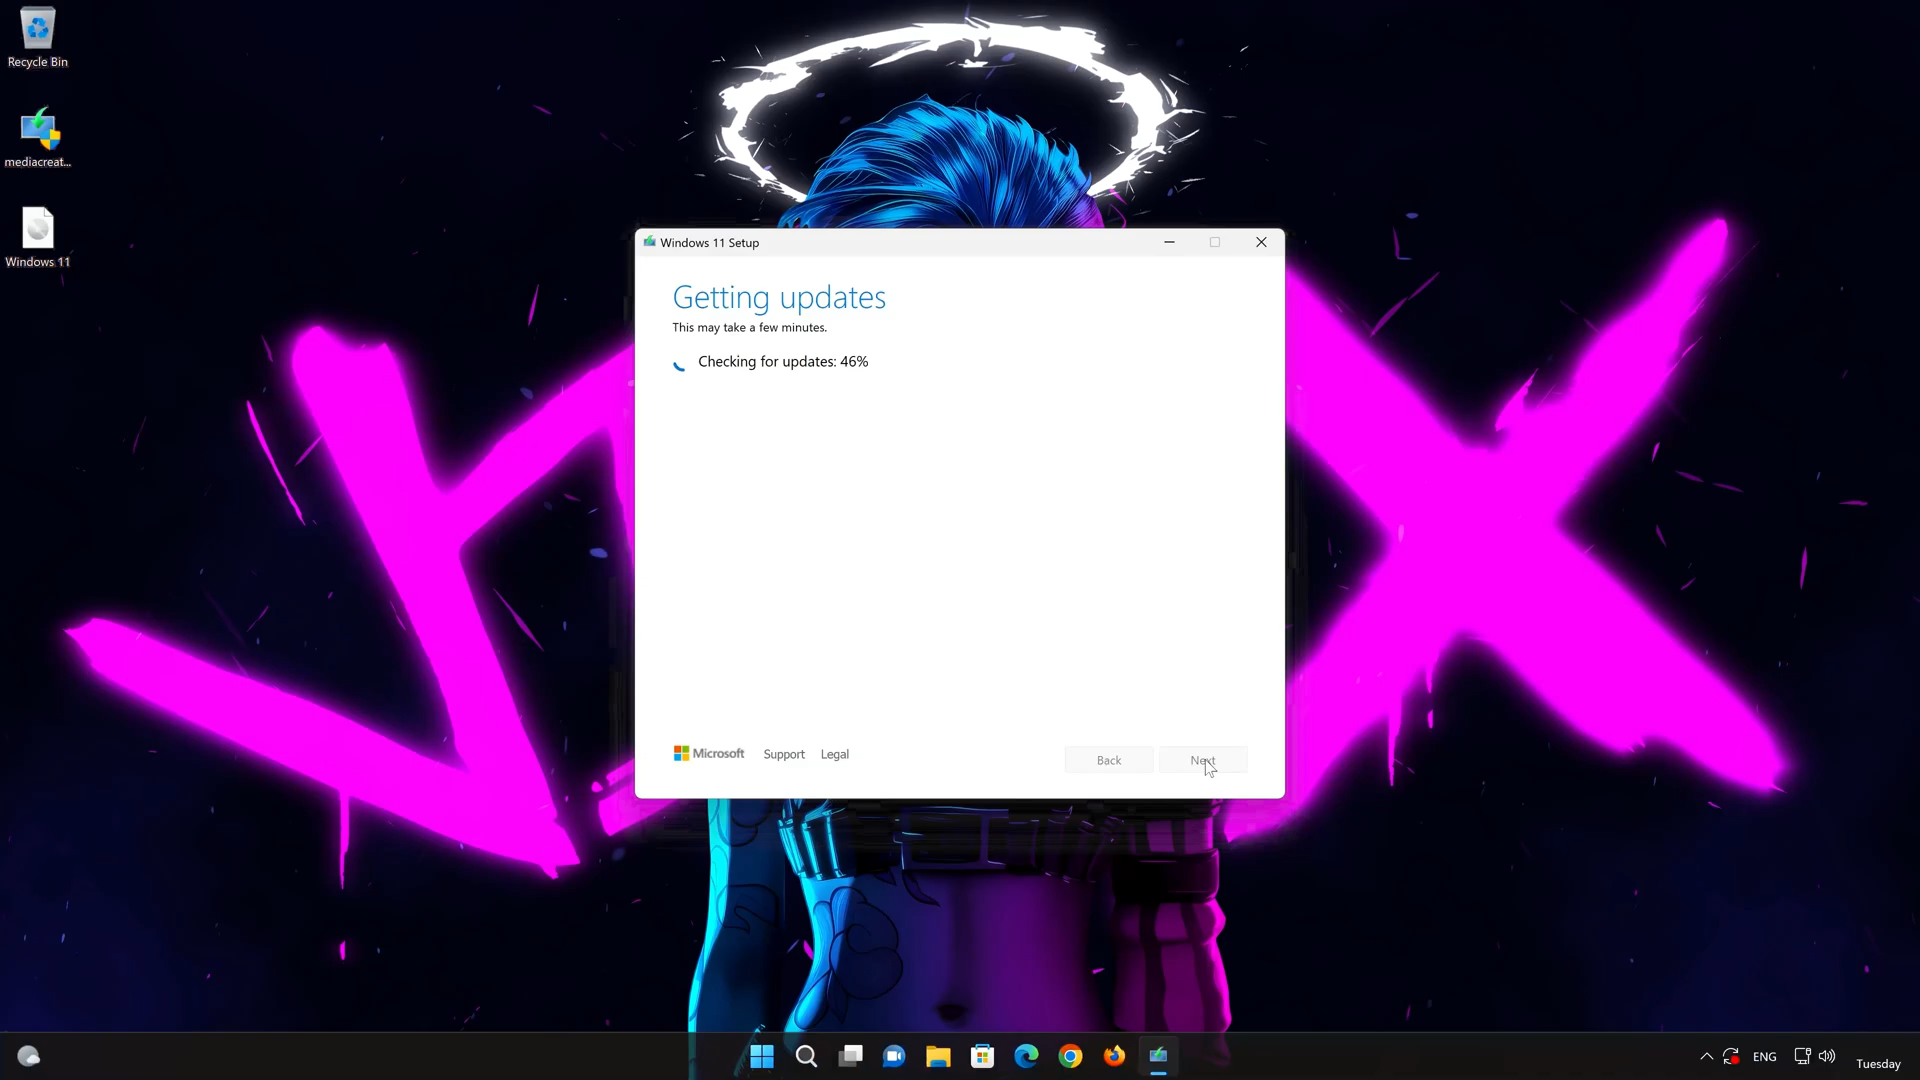 Recycle Bin
mediacreat...
Windows 11
Windows 11 Setup
Getting updates
This may take a few minutes.
Checking for updates: 46%
Microsoft
Support
Legal
Back
Next
ENG
Tuesday